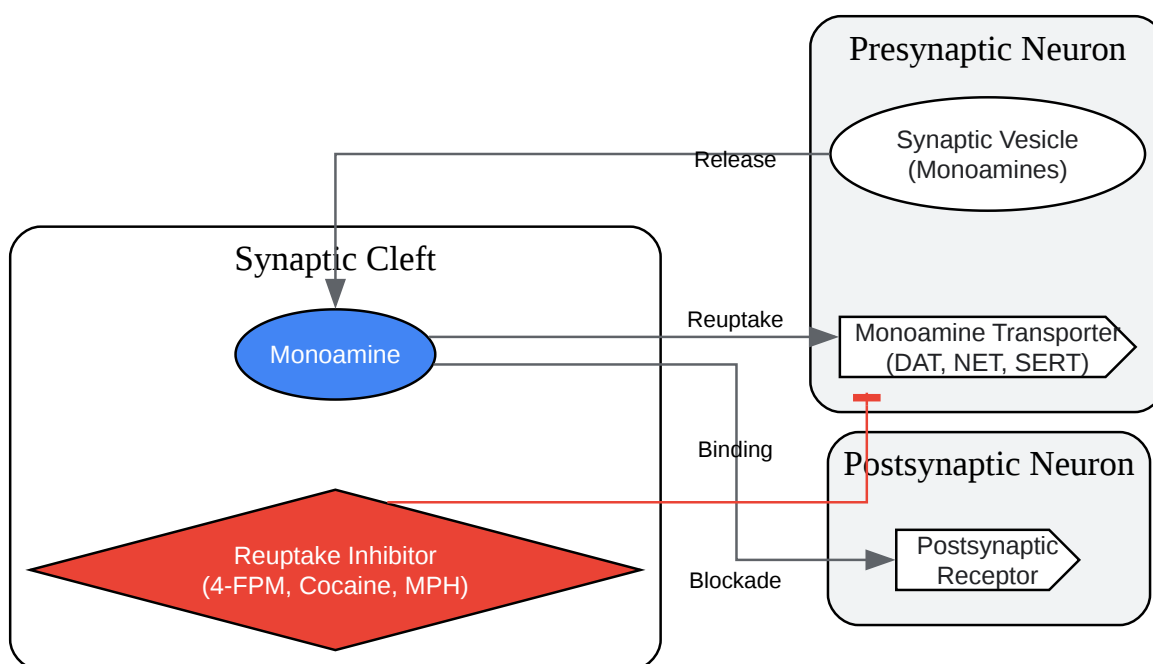 Presynaptic Neuron
Synaptic Vesicle
(Monoamines)
Release
Synaptic Cleft
Monoamine
Reuptake
Monoamine Transporter
(DAT, NET, SERT)
Binding
Postsynaptic Neuron
Reuptake Inhibitor
(4-FPM, Cocaine, MPH)
Blockade
Postsynaptic
Receptor